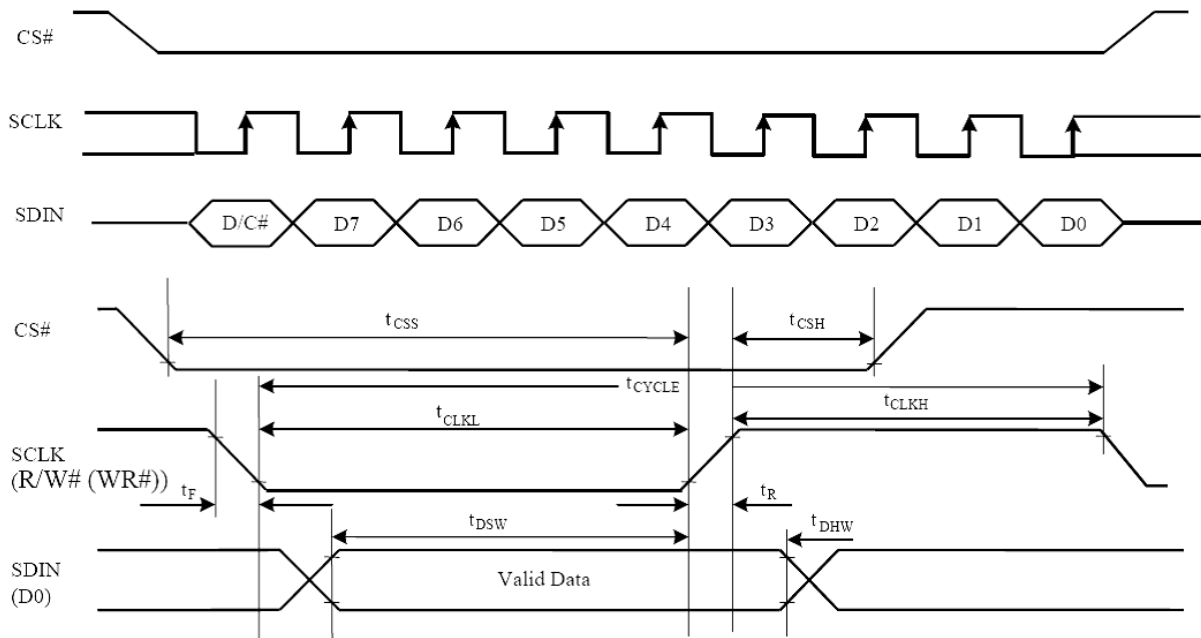 CS#
SCLK
SDIN
D/C# D7 D6 D5 D4 D3 D2 D1 D0
CS#
tCSS tCSH
tCYCLE
tCLKL tCLKH
SCLK
(R/W# (WR#))
tF tR
tDSW tDHW
SDIN
(D0)
Valid Data